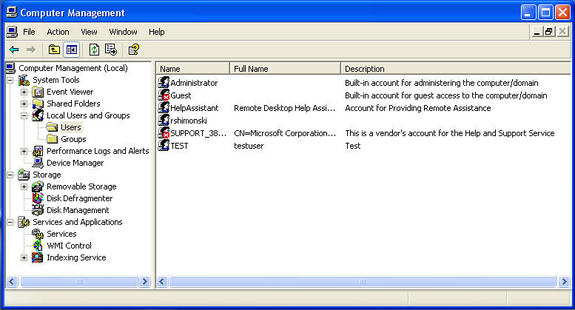 Computer Management
File Action View Window Help
Computer Management (Local)
System Tools
Event Viewer
Shared Folders
Local Users and Groups
Users
Groups
Performance Logs and Alerts
Device Manager
Storage
Removable Storage
Disk Defragmenter
Disk Management
Services and Applications
Services
WMI Control
Indexing Service
Name Full Name Description
Administrator Built-in account for administering the computer/domain
Guest Built-in account for guest access to the computer/domain
HelpAssistant Remote Desktop Help Assi... Account for Providing Remote Assistance
rshimonski
SUPPORT_38... CN=Microsoft Corporation... This is a vendor's account for the Help and Support Service
TEST testuser Test